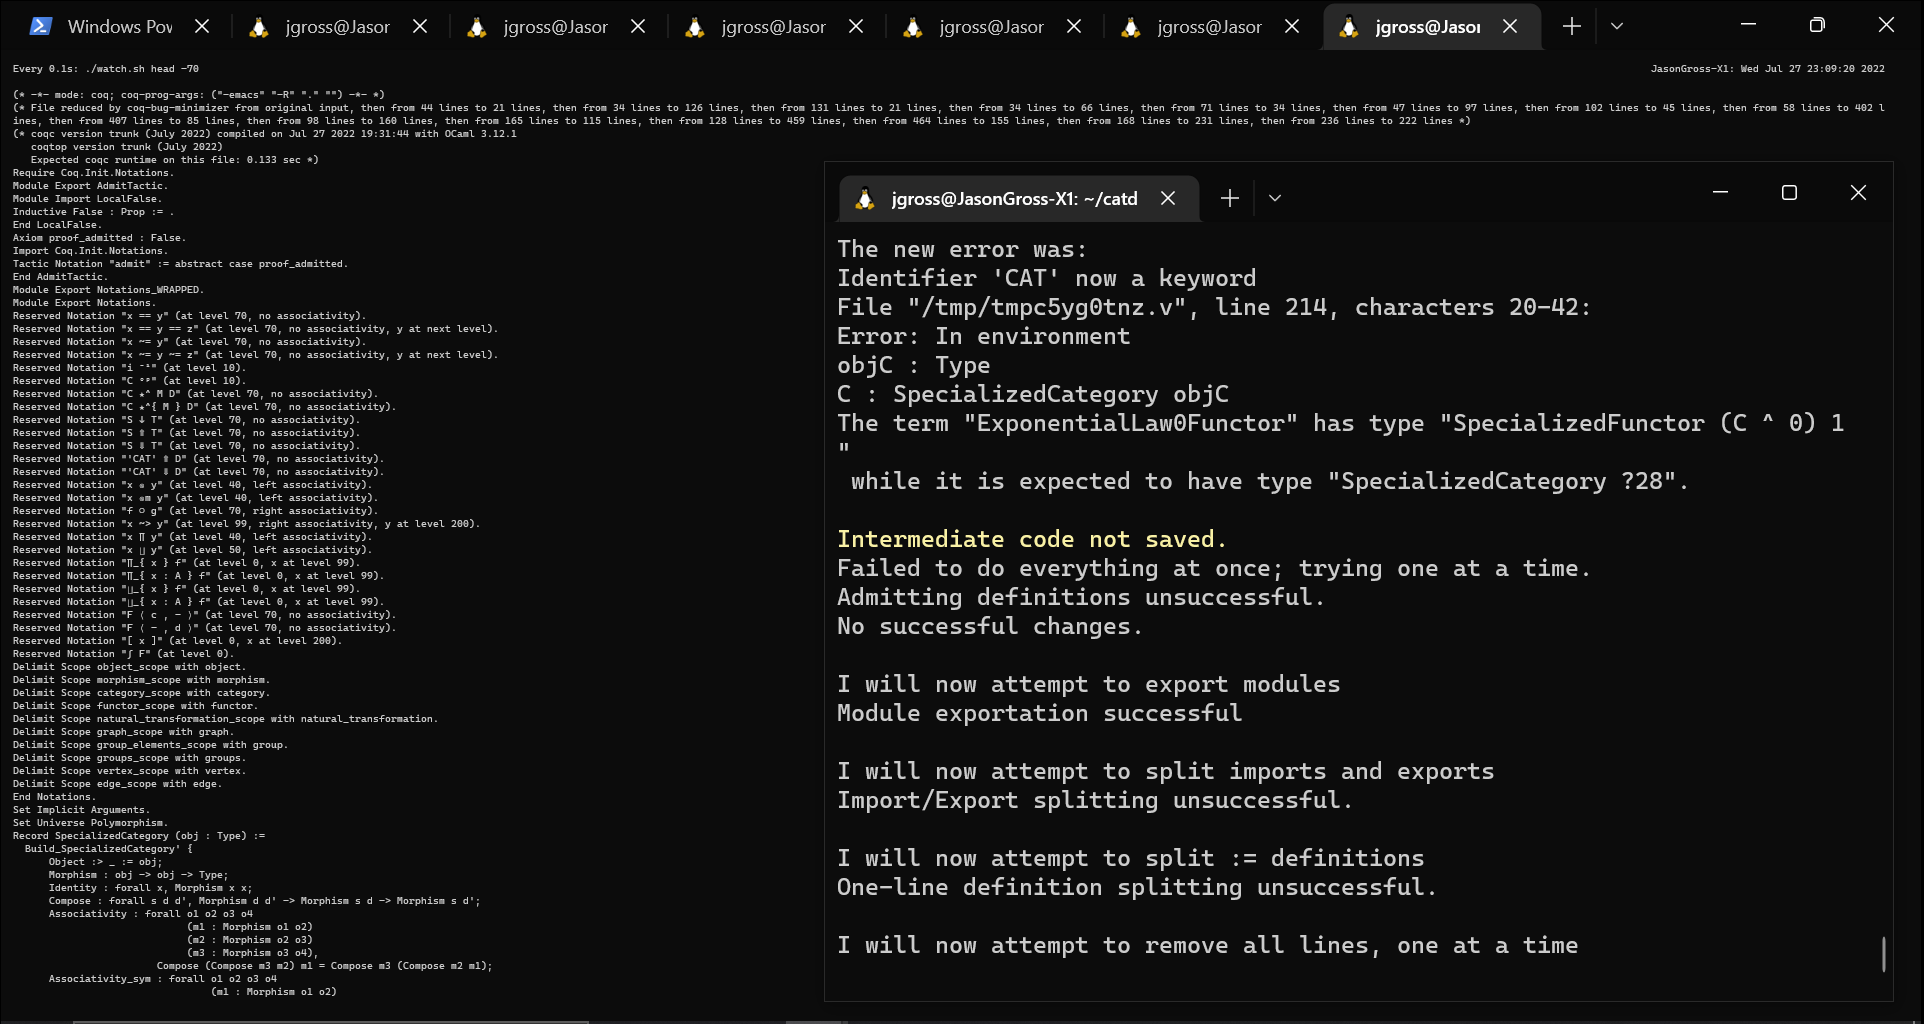 Windows Pow
jgross@Jasor
jgross@Jasor
jgross@Jasor
jgross@Jasor
jgross@Jasor
jgross@Jasor
Every 0.1s: ./watch.sh head -70
JasonGross-X1: Wed Jul 27 23:09:20 2022
(* -*- mode: coq; coq-prog-args: ("-emacs" "-R" "." "") -*- *)
(* File reduced by coq-bug-minimizer from original input, then from 44 lines to 21 lines, then from 34 lines to 126 lines, then from 131 lines to 21 lines, then from 34 lines to 66 lines, then from 71 lines to 34 lines, then from 47 lines to 97 lines, then from 102 lines to 45 lines, then from 58 lines to 402 l
ines, then from 407 lines to 85 lines, then from 98 lines to 160 lines, then from 165 lines to 115 lines, then from 128 lines to 459 lines, then from 464 lines to 155 lines, then from 168 lines to 231 lines, then from 236 lines to 222 lines *)
(* coqc version trunk (July 2022) compiled on Jul 27 2022 19:31:44 with OCaml 3.12.1
coqtop version trunk (July 2022)
Expected coqc runtime on this file: 0.133 sec *)
Require Coq.Init.Notations.
Module Export AdmitTactic.
Module Import LocalFalse.
Inductive False : Prop := .
End LocalFalse.
Axiom proof_admitted : False.
Import Coq.Init.Notations.
Tactic Notation "admit" := abstract case proof_admitted.
End AdmitTactic.
Module Export Notations_WRAPPED.
Module Export Notations.
Reserved Notation "x == y" (at level 70, no associativity).
Reserved Notation "x == y == z" (at level 70, no associativity, y at next level).
Reserved Notation "x ~= y" (at level 70, no associativity).
Reserved Notation "x ~= y ~= z" (at level 70, no associativity, y at next level).
Reserved Notation "i ⁻¹" (at level 10).
Reserved Notation "C ᵒᵖ" (at level 10).
Reserved Notation "C ★^ M D" (at level 70, no associativity).
Reserved Notation "C ★^{ M } D" (at level 70, no associativity).
Reserved Notation "S ↓ T" (at level 70, no associativity).
Reserved Notation "S ⇑ T" (at level 70, no associativity).
Reserved Notation "S ⇓ T" (at level 70, no associativity).
Reserved Notation "'CAT' ⇑ D" (at level 70, no associativity).
Reserved Notation "'CAT' ⇓ D" (at level 70, no associativity).
Reserved Notation "x ⊗ y" (at level 40, left associativity).
Reserved Notation "x ⊗m y" (at level 40, left associativity).
Reserved Notation "f ○ g" (at level 70, right associativity).
Reserved Notation "x ~> y" (at level 99, right associativity, y at level 200).
Reserved Notation "x ∏ y" (at level 40, left associativity).
Reserved Notation "x ∐ y" (at level 50, left associativity).
Reserved Notation "∏_{ x } f" (at level 0, x at level 99).
Reserved Notation "∏_{ x : A } f" (at level 0, x at level 99).
Reserved Notation "∐_{ x } f" (at level 0, x at level 99).
Reserved Notation "∐_{ x : A } f" (at level 0, x at level 99).
Reserved Notation "F ⟨ c , - ⟩" (at level 70, no associativity).
Reserved Notation "F ⟨ - , d ⟩" (at level 70, no associativity).
Reserved Notation "[ x ]" (at level 0, x at level 200).
Reserved Notation "∫ F" (at level 0).
Delimit Scope object_scope with object.
Delimit Scope morphism_scope with morphism.
Delimit Scope category_scope with category.
Delimit Scope functor_scope with functor.
Delimit Scope natural_transformation_scope with natural_transformation.
Delimit Scope graph_scope with graph.
Delimit Scope group_elements_scope with group.
Delimit Scope groups_scope with groups.
Delimit Scope vertex_scope with vertex.
Delimit Scope edge_scope with edge.
End Notations.
Set Implicit Arguments.
Set Universe Polymorphism.
Record SpecializedCategory (obj : Type) :=
Build_SpecializedCategory' {
Object :> _ := obj;
Morphism : obj -> obj -> Type;
Identity : forall x, Morphism x x;
Compose : forall s d d', Morphism d d' -> Morphism s d -> Morphism s d';
Associativity : forall o1 o2 o3 o4
(m1 : Morphism o1 o2)
(m2 : Morphism o2 o3)
(m3 : Morphism o3 o4),
Compose (Compose m3 m2) m1 = Compose m3 (Compose m2 m1);
Associativity_sym : forall o1 o2 o3 o4
(m1 : Morphism o1 o2)
jgross@JasonGross-X1: ~/catd
The new error was:
Identifier 'CAT' now a keyword
File "/tmp/tmpc5yg0tnz.v", line 214, characters 20-42:
Error: In environment
objC : Type
C : SpecializedCategory objC
The term "ExponentialLaw0Functor" has type "SpecializedFunctor (C ^ 0) 1
"
while it is expected to have type "SpecializedCategory ?28".
Intermediate code not saved.
Failed to do everything at once; trying one at a time.
Admitting definitions unsuccessful.
No successful changes.
I will now attempt to export modules
Module exportation successful
I will now attempt to split imports and exports
Import/Export splitting unsuccessful.
I will now attempt to split := definitions
One-line definition splitting unsuccessful.
I will now attempt to remove all lines, one at a time